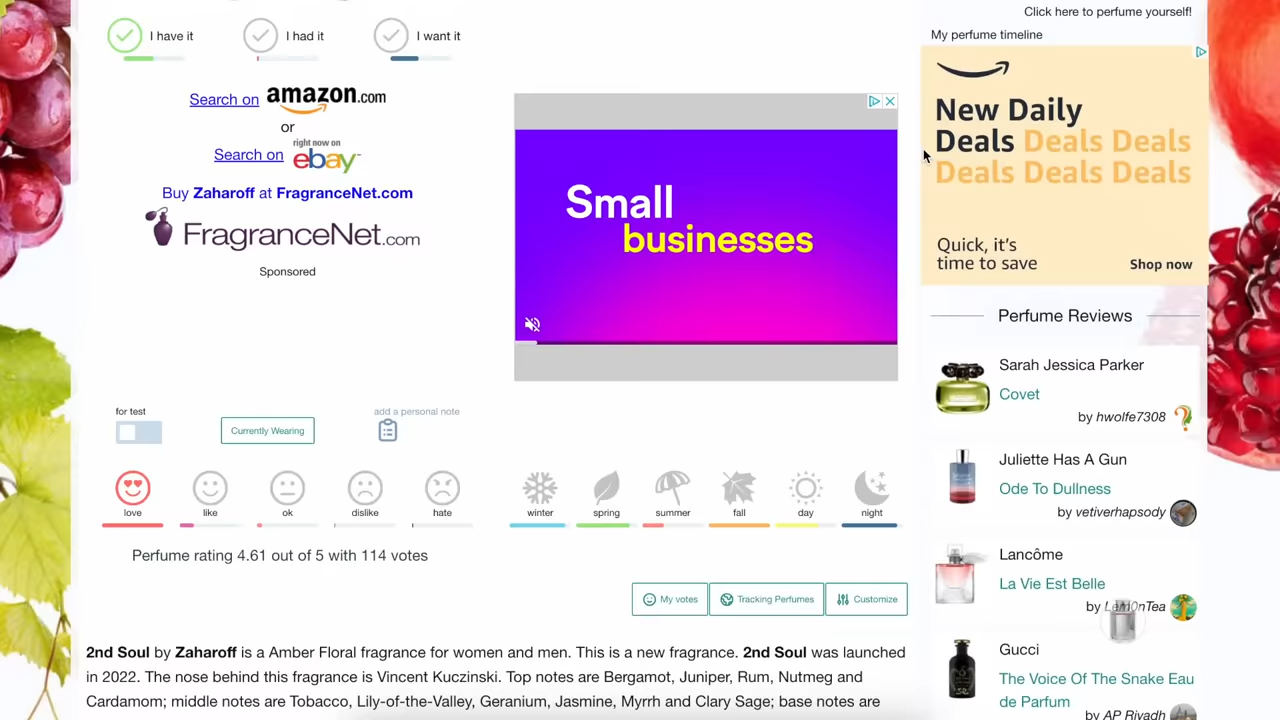 Click here to perfume yourself!
I have it
I had it
I want it
My perfume timeline
Search on amazon.com
or
right now on
Search on ebay
Buy Zaharoff at FragranceNet.com
FragranceNet.com
Sponsored
Small
businesses
New Daily
Deals Deals Deals
Deals Deals Deals
Quick, it's
time to save
Shop now
Perfume Reviews
Sarah Jessica Parker
Covet
by hwolfe7308
Juliette Has A Gun
Ode To Dullness
by vetiverhapsody
Lancôme
La Vie Est Belle
by Lem0nTea
Gucci
The Voice Of The Snake Eau
de Parfum
by AP Riyadh
for test
Currently Wearing
add a personal note
love
like
ok
dislike
hate
winter
spring
summer
fall
day
night
Perfume rating 4.61 out of 5 with 114 votes
My votes
Tracking Perfumes
Customize
2nd Soul by Zaharoff is a Amber Floral fragrance for women and men. This is a new fragrance. 2nd Soul was launched
in 2022. The nose behind this fragrance is Vincent Kuczinski. Top notes are Bergamot, Juniper, Rum, Nutmeg and
Cardamom; middle notes are Tobacco, Lily-of-the-Valley, Geranium, Jasmine, Myrrh and Clary Sage; base notes are